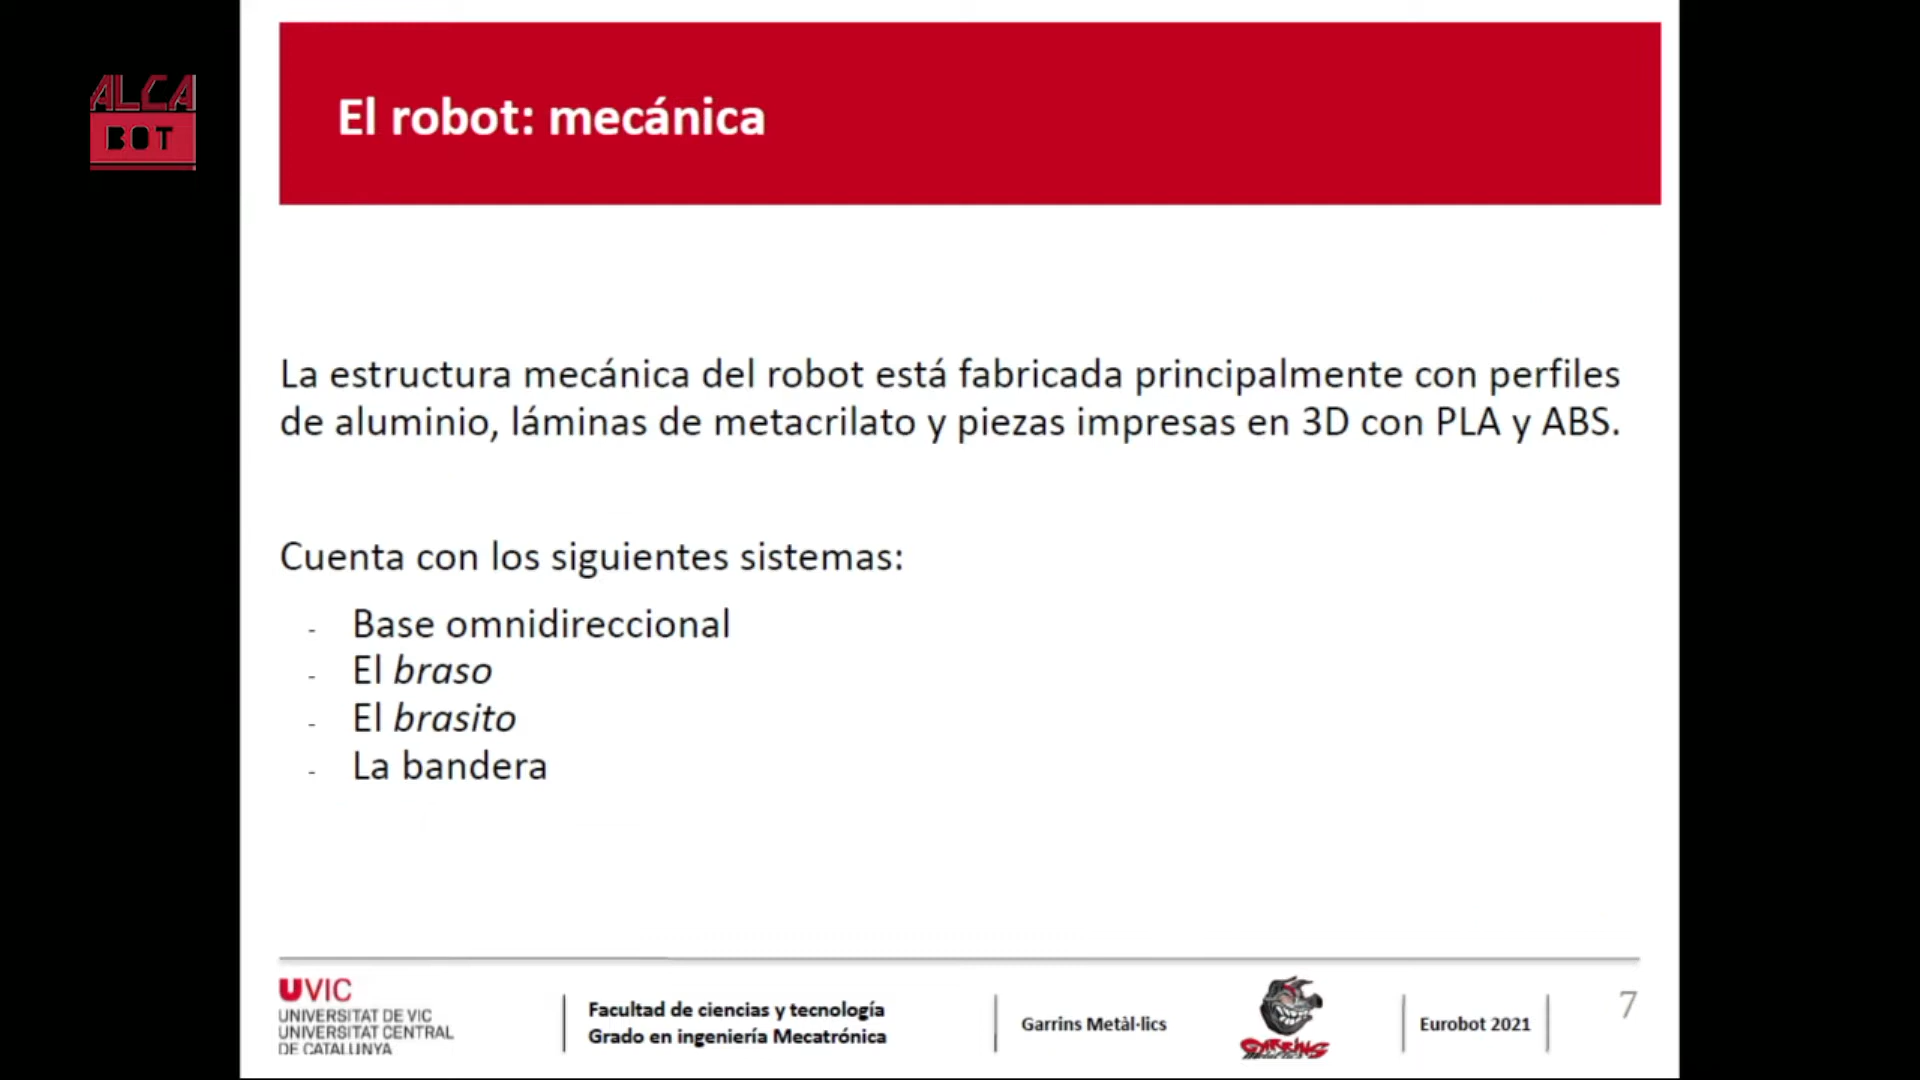 ALCA
BOT
El robot: mecánica
La estructura mecánica del robot está fabricada principalmente con perfiles
de aluminio, láminas de metacrilato y piezas impresas en 3D con PLA y ABS.
Cuenta con los siguientes sistemas:
- Base omnidireccional
- El braso
- El brasito
- La bandera
UVIC
UNIVERSITAT DE VIC
UNIVERSITAT CENTRAL
DE CATALUNYA
Facultad de ciencias y tecnología
Grado en ingeniería Mecatrónica
Garrins Metàl·lics
GARRINS
Eurobot 2021
7